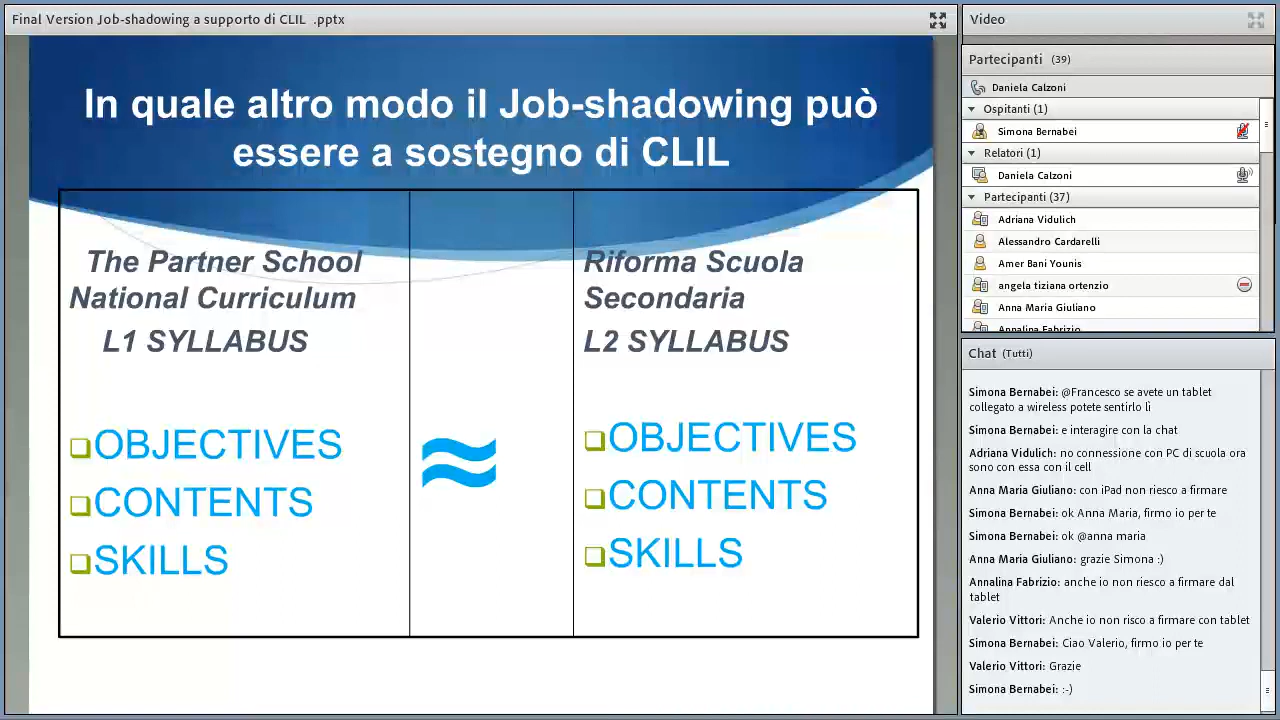 Final Version Job-shadowing a supporto di CLIL .pptx
In quale altro modo il Job-shadowing può
essere a sostegno di CLIL
The Partner School
National Curriculum
L1 SYLLABUS
OBJECTIVES
CONTENTS
SKILLS
≈
Riforma Scuola
Secondaria
L2 SYLLABUS
OBJECTIVES
CONTENTS
SKILLS
Video
Partecipanti (39)
Daniela Calzoni
Ospitanti (1)
Simona Bernabei
Relatori (1)
Daniela Calzoni
Partecipanti (37)
Adriana Vidulich
Alessandro Cardarelli
Amer Bani Younis
angela tiziana ortenzio
Anna Maria Giuliano
Annalina Fabrizio
Chat (Tutti)
Simona Bernabei: @Francesco se avete un tablet
collegato a wireless potete sentirlo lì
Simona Bernabei: e interagire con la chat
Adriana Vidulich: no connessione con PC di scuola ora
sono con essa con il cell
Anna Maria Giuliano: con iPad non riesco a firmare
Simona Bernabei: ok Anna Maria, firmo io per te
Simona Bernabei: ok @anna maria
Anna Maria Giuliano: grazie Simona :)
Annalina Fabrizio: anche io non riesco a firmare dal
tablet
Valerio Vittori: Anche io non risco a firmare con tablet
Simona Bernabei: Ciao Valerio, firmo io per te
Valerio Vittori: Grazie
Simona Bernabei: :-)